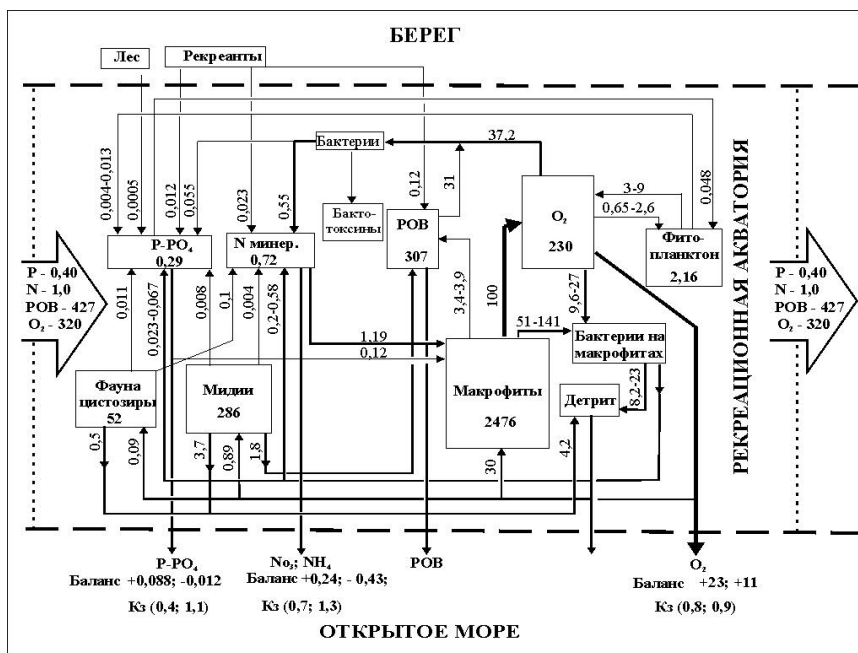 БЕРЕГ
Лес
Рекреанты
Бактерии
37,2
0,004-0,013
0,0005
0,012
0,055
0,023
0,55
Бакто-
токсины
0,12
31
РОВ
307
O₂
230
3-9
0,65-2,6
0,048
Фито-
планктон
2,16
P-PO₄
0,29
N минер.
0,72
P - 0,40
N - 1,0
РОВ - 427
O₂ - 320
0,011
0,023-0,067
0,008
0,1
0,004
0,2-0,58
3,4-3,9
100
9,6-27
51-141
1,19
0,12
Бактерии на
макрофитах
P - 0,40
N - 1,0
РОВ - 427
O₂ - 320
РЕКРЕАЦИОННАЯ АКВАТОРИЯ
Фауна
цистозиры
52
Мидии
286
Макрофиты
2476
Детрит
8,2-23
0,5
0,09
3,7
0,89
1,8
30
4,2
P-PO₄
Баланс +0,088; -0,012
Кз (0,4; 1,1)
No₃; NH₄
Баланс +0,24; - 0,43;
Кз (0,7; 1,3)
РОВ
O₂
Баланс +23; +11
Кз (0,8; 0,9)
ОТКРЫТОЕ МОРЕ